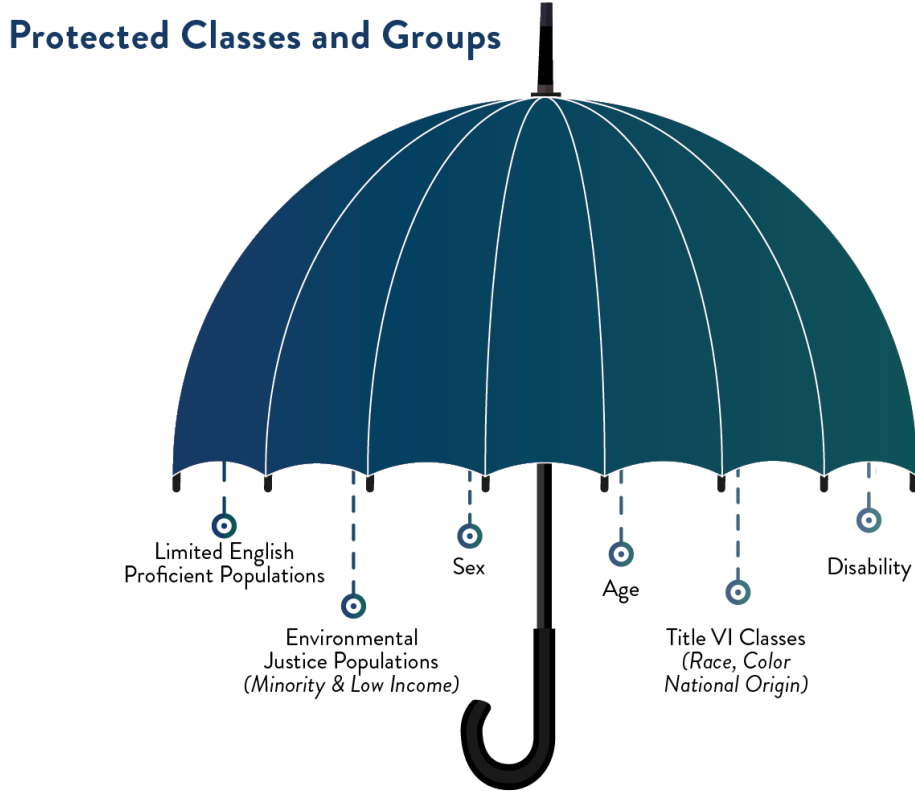 Protected Classes and Groups
Limited English
Proficient Populations
Environmental
Justice Populations
(Minority & Low Income)
Sex
Age
Title VI Classes
(Race, Color
National Origin)
Disability